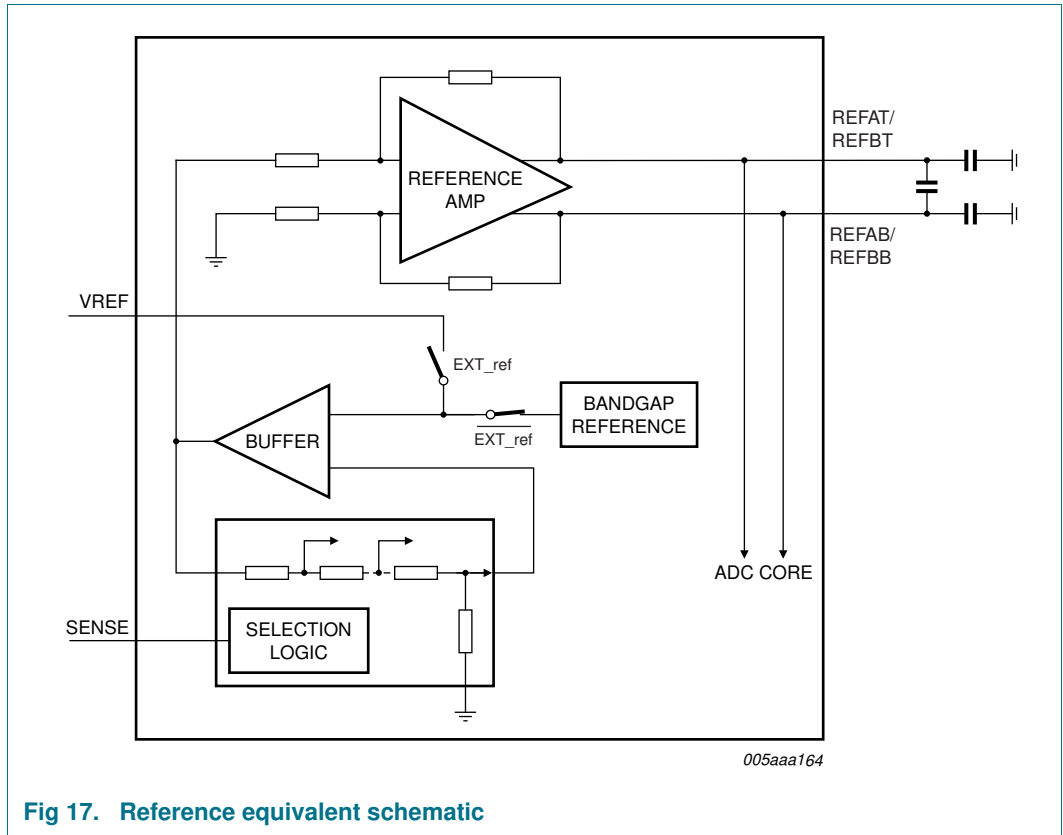 REFAT/
REFBT
REFERENCE
AMP
REFAB/
REFBB
VREF
EXT_ref
BANDGAP
REFERENCE
EXT_ref
BUFFER
ADC CORE
SENSE
SELECTION
LOGIC
005aaa164
Fig 17. Reference equivalent schematic